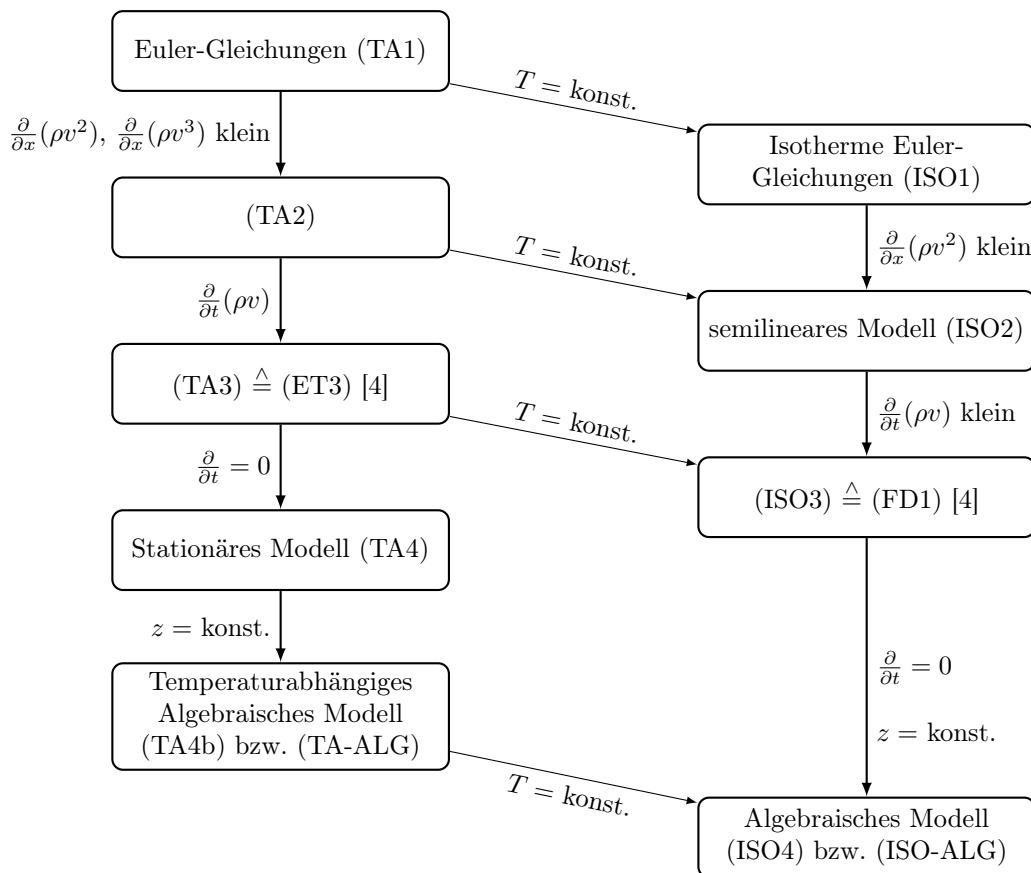 Euler-Gleichungen (TA1)
T = konst.
∂/∂x(ρv²), ∂/∂x(ρv³) klein
Isotherme Euler-
Gleichungen (ISO1)
(TA2)
T = konst.
∂/∂x(ρv²) klein
∂/∂t(ρv)
semilineares Modell (ISO2)
(TA3) ≙ (ET3) [4]
T = konst.
∂/∂t(ρv) klein
∂/∂t = 0
(ISO3) ≙ (FD1) [4]
Stationäres Modell (TA4)
z = konst.
Temperaturabhängiges
Algebraisches Modell
(TA4b) bzw. (TA-ALG)
∂/∂t = 0
z = konst.
T = konst.
Algebraisches Modell
(ISO4) bzw. (ISO-ALG)